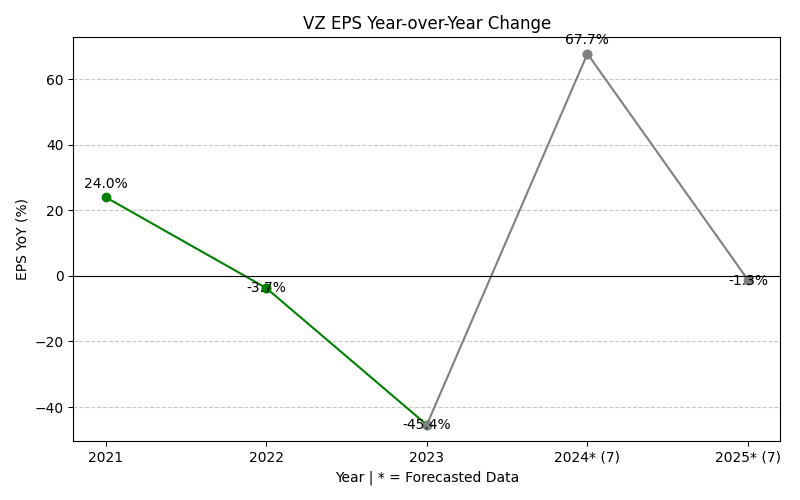 VZ EPS Year-over-Year Change
67.7%
60
40
24.0%
20
EPS YoY (%)
0
-3.7%
-1.3%
−20
−40
-45.4%
2021 2022 2023 2024* (7) 2025* (7)
Year | * = Forecasted Data